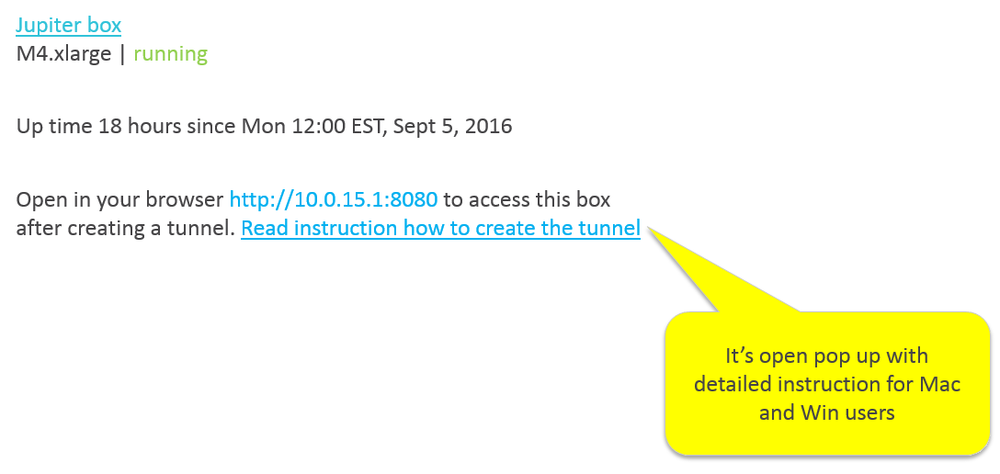 Jupiter box
M4.xlarge | running
Up time 18 hours since Mon 12:00 EST, Sept 5, 2016
Open in your browser http://10.0.15.1:8080 to access this box
after creating a tunnel. Read instruction how to create the tunnel
It’s open pop up with
detailed instruction for Mac
and Win users